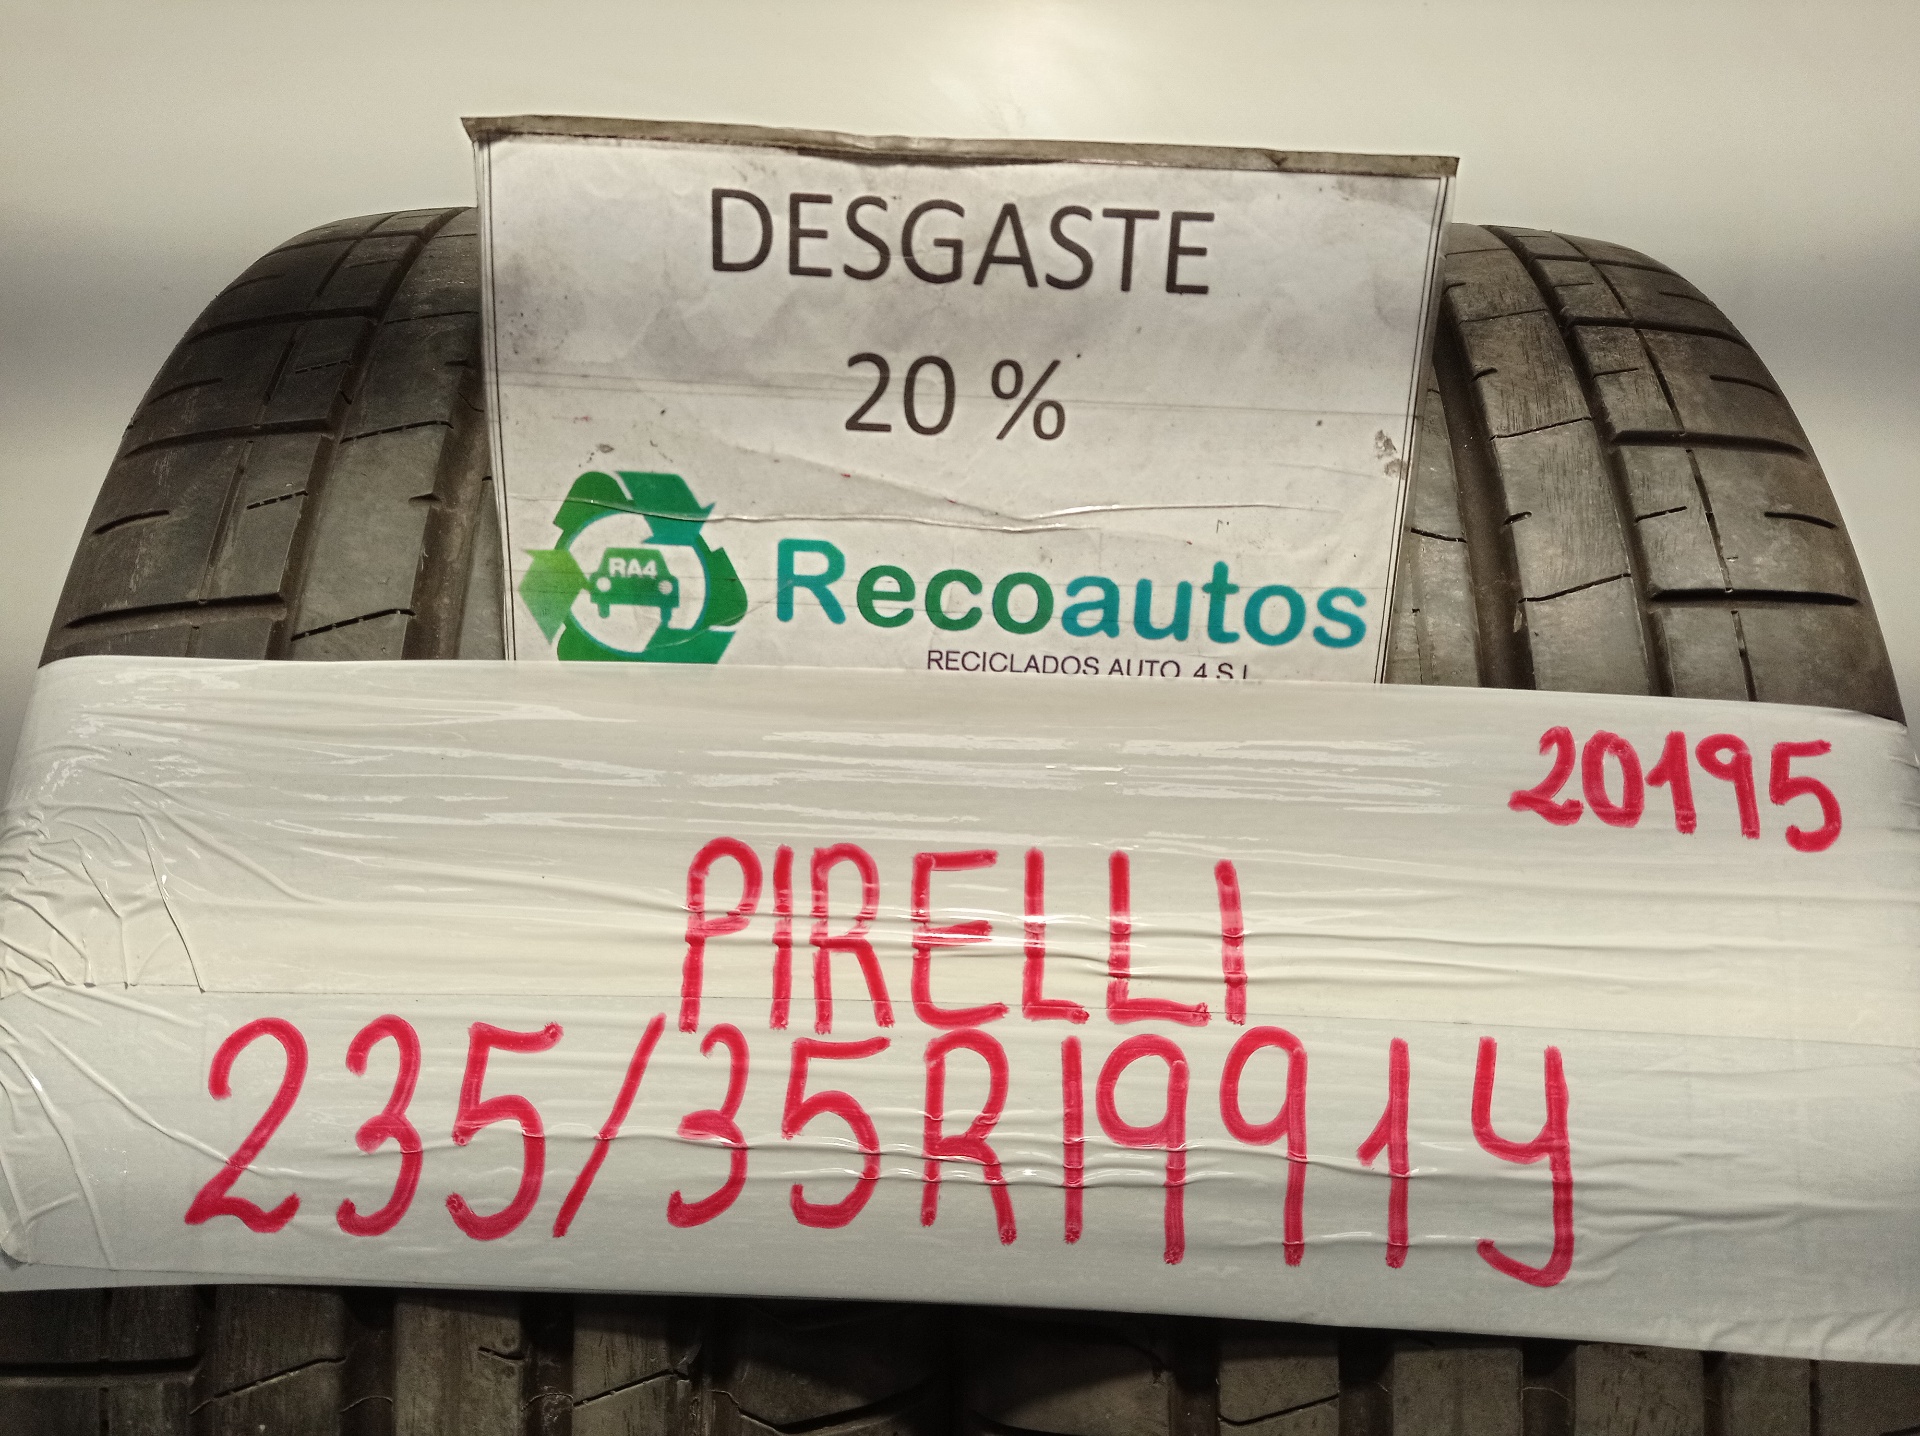 DESGASTE
20 %
RA4
Recoautos
RECICLADOS AUTO 4 S.L.
20195
PIRELLI
235/35R1991Y